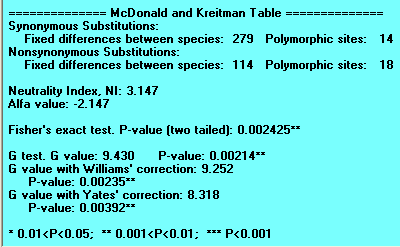 ============= McDonald and Kreitman Table ==============
Synonymous Substitutions:
Fixed differences between species: 279 Polymorphic sites: 14
Nonsynonymous Substitutions:
Fixed differences between species: 114 Polymorphic sites: 18
Neutrality Index, NI: 3.147
Alfa value: -2.147
Fisher's exact test. P-value (two tailed): 0.002425**
G test. G value: 9.430 P-value: 0.00214**
G value with Williams' correction: 9.252
P-value: 0.00235**
G value with Yates' correction: 8.318
P-value: 0.00392**
* 0.01<P<0.05; ** 0.001<P<0.01; *** P<0.001